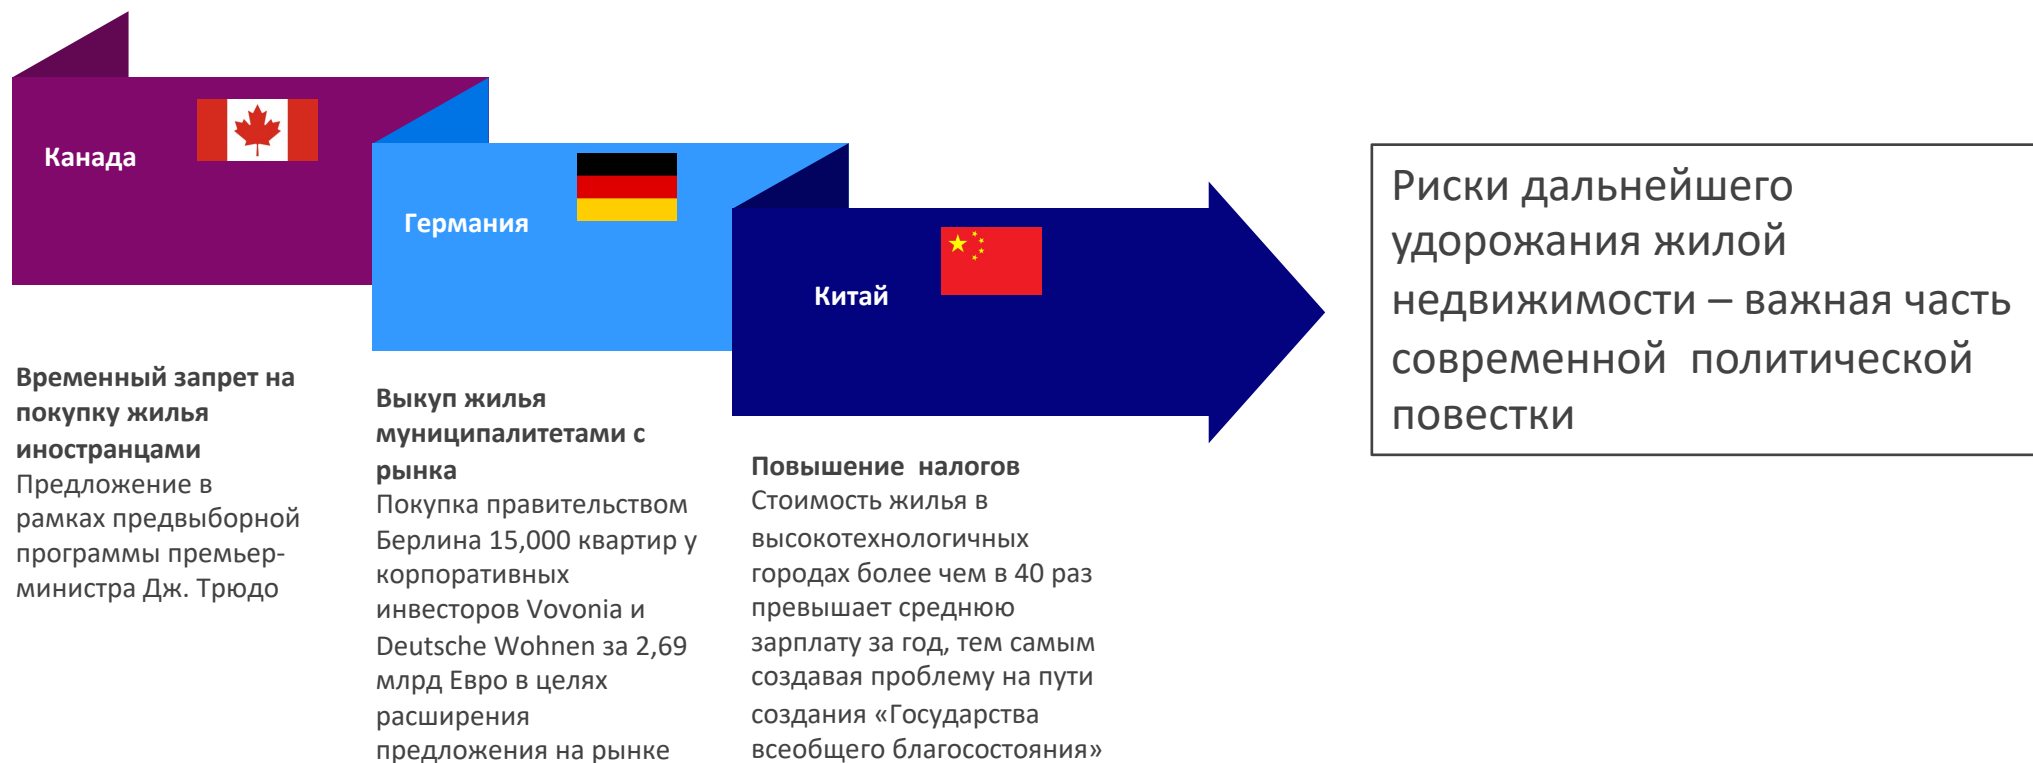 Канада
Временный запрет на
покупку жилья
иностранцами
Предложение в
рамках предвыборной
программы премьер-
министра Дж. Трюдо
Германия
Выкуп жилья
муниципалитетами с
рынка
Покупка правительством
Берлина 15,000 квартир у
корпоративных
инвесторов Vovonia и
Deutsche Wohnen за 2,69
млрд Евро в целях
расширения
предложения на рынке
Китай
Повышение  налогов
Стоимость жилья в
высокотехнологичных
городах более чем в 40 раз
превышает среднюю
зарплату за год, тем самым
создавая проблему на пути
создания «Государства
всеобщего благосостояния»
Риски дальнейшего
удорожания жилой
недвижимости – важная часть
современной  политической
повестки